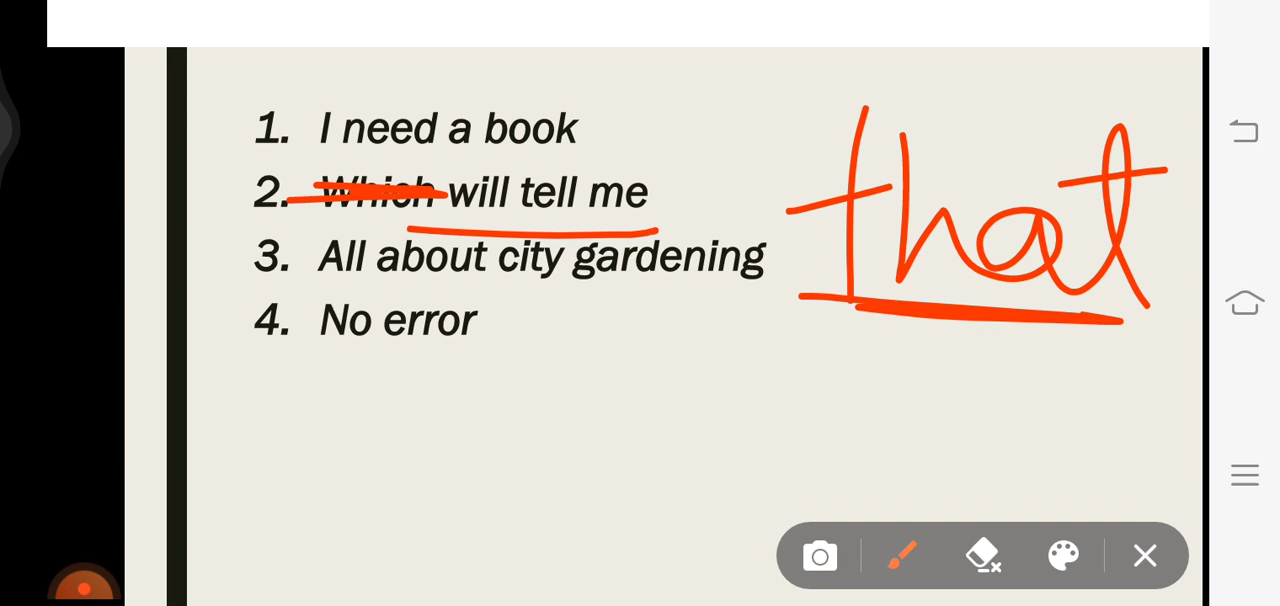 1. I need a book
2. Which will tell me
3. All about city gardening
4. No error
that